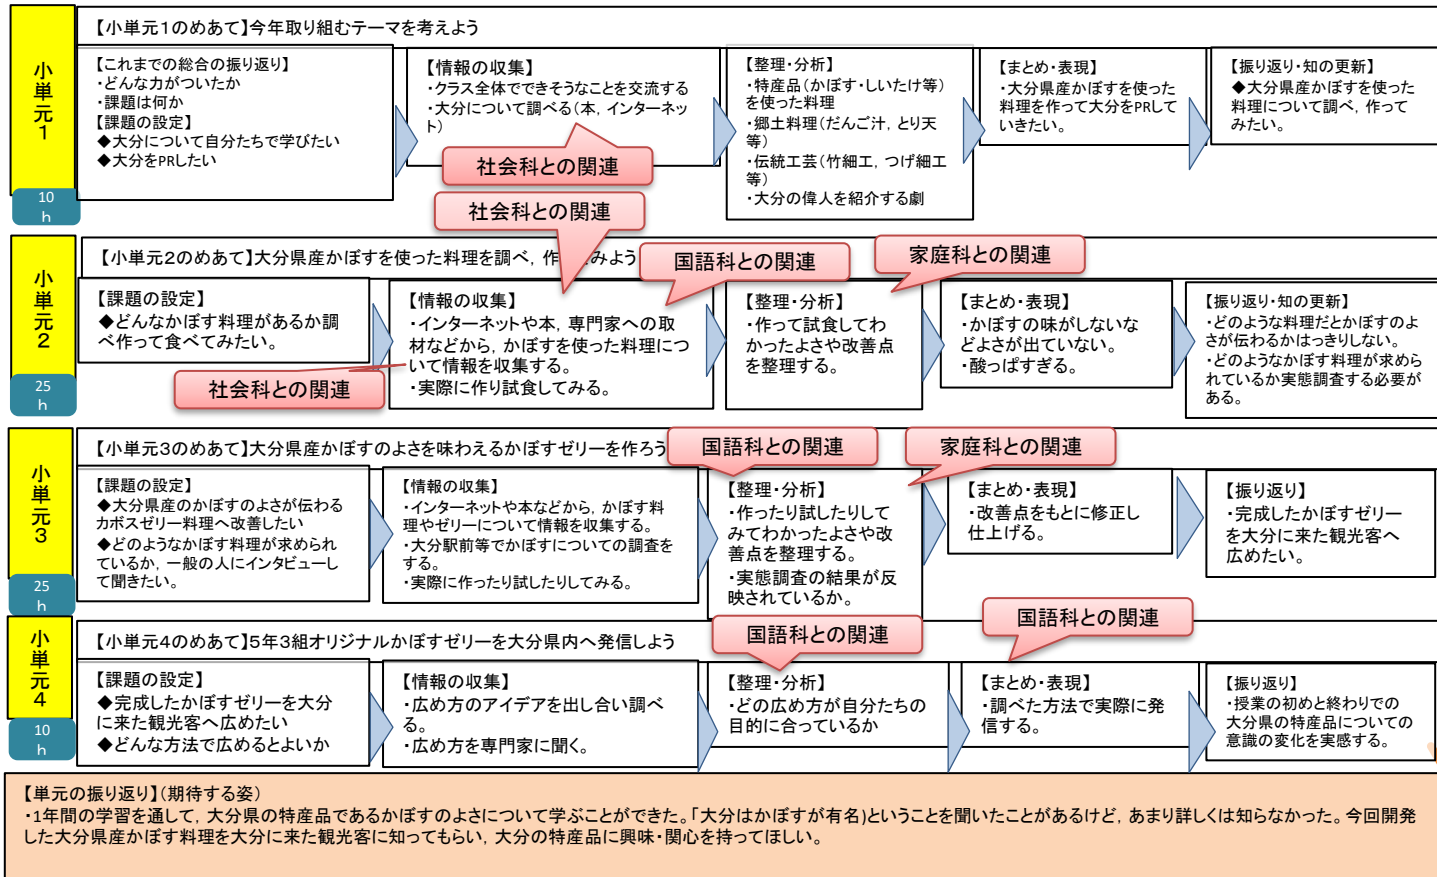 小単元1
10
h
【小単元1のめあて】今年取り組むテーマを考えよう
【これまでの総合の振り返り】
・どんな力がついたか
・課題は何か
【課題の設定】
◆大分について自分たちで学びたい
◆大分をPRしたい
【情報の収集】
・クラス全体でできそうなことを交流する
・大分について調べる(本，インターネッ
ト)
社会科との関連
【整理・分析】
・特産品(かぼす・しいたけ等)
を使った料理
・郷土料理(だんご汁，とり天
等)
・伝統工芸(竹細工，つげ細工
等)
・大分の偉人を紹介する劇
【まとめ・表現】
・大分県産かぼすを使った
料理を作って大分をPRして
いきたい。
【振り返り・知の更新】
◆大分県産かぼすを使った
料理について調べ，作って
みたい。
小単元2
25
h
【小単元2のめあて】大分県産かぼすを使った料理を調べ，作 みよう
社会科との関連
国語科との関連
家庭科との関連
【課題の設定】
◆どんなかぼす料理があるか調
べ作って食べてみたい。
社会科との関連
【情報の収集】
・インターネットや本，専門家への取
材などから，かぼすを使った料理につ
いて情報を収集する。
・実際に作り試食してみる。
【整理・分析】
・作って試食してわ
かったよさや改善点
を整理する。
【まとめ・表現】
・かぼすの味がしないな
どよさが出ていない。
・酸っぱすぎる。
【振り返り・知の更新】
・どのような料理だとかぼすのよ
さが伝わるかはっきりしない。
・どのようなかぼす料理が求めら
れているか実態調査する必要が
ある。
小単元3
25
h
【小単元3のめあて】大分県産かぼすのよさを味わえるかぼすゼリーを作ろう
国語科との関連
家庭科との関連
【課題の設定】
◆大分県産のかぼすのよさが伝わる
カボスゼリー料理へ改善したい
◆どのようなかぼす料理が求められ
ているか，一般の人にインタビューし
て聞きたい。
【情報の収集】
・インターネットや本などから，かぼす料
理やゼリーについて情報を収集する。
・大分駅前等でかぼすについての調査を
する。
・実際に作ったり試したりしてみる。
【整理・分析】
・作ったり試したりして
みてわかったよさや改
善点を整理する。
・実態調査の結果が反
映されているか。
【まとめ・表現】
・改善点をもとに修正し
仕上げる。
【振り返り】
・完成したかぼすゼリー
を大分に来た観光客へ
広めたい。
小単元4
10
h
【小単元4のめあて】5年3組オリジナルかぼすゼリーを大分県内へ発信しよう
国語科との関連
国語科との関連
【課題の設定】
◆完成したかぼすゼリーを大分
に来た観光客へ広めたい
◆どんな方法で広めるとよいか
【情報の収集】
・広め方のアイデアを出し合い調べ
る。
・広め方を専門家に聞く。
【整理・分析】
・どの広め方が自分たちの
目的に合っているか
【まとめ・表現】
・調べた方法で実際に発
信する。
【振り返り】
・授業の初めと終わりでの
大分県の特産品についての
意識の変化を実感する。
【単元の振り返り】(期待する姿)
・1年間の学習を通して，大分県の特産品であるかぼすのよさについて学ぶことができた。「大分はかぼすが有名)ということを聞いたことがあるけど，あまり詳しくは知らなかった。今回開発
した大分県産かぼす料理を大分に来た観光客に知ってもらい，大分の特産品に興味・関心を持ってほしい。